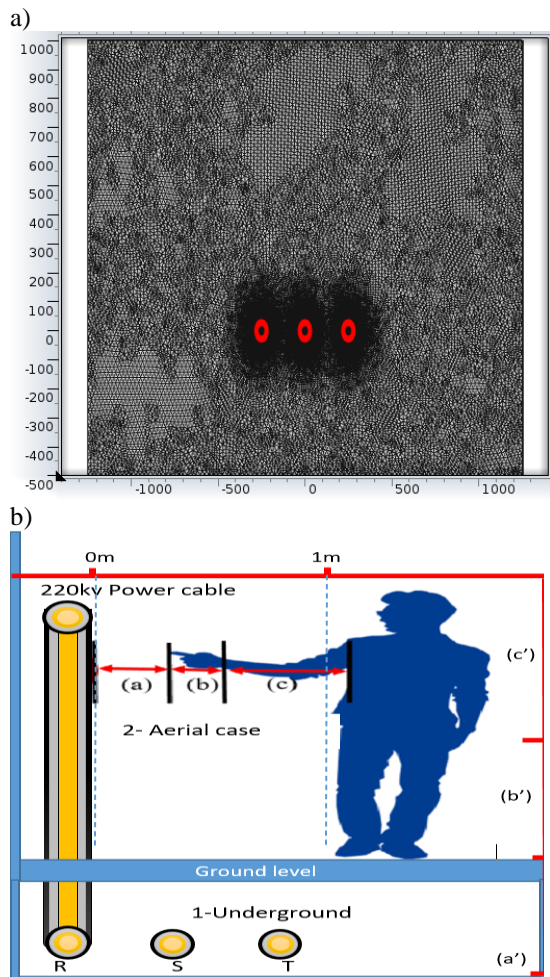 a)
1000
900
800
700
600
500
400
300
200
100
0
-100
-200
-300
-400
-500
-1000
-500
0
500
1000
b)
0m
1m
220kv Power cable
(c')
(a)
(b)
(c)
2- Aerial case
(b')
Ground level
1-Underground
R
S
T
(a')